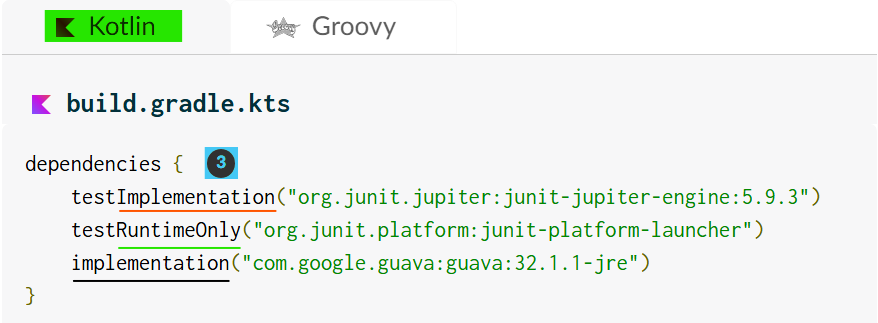 Kotlin Groovy
build.gradle.kts
dependencies { 3
    testImplementation("org.junit.jupiter:junit-jupiter-engine:5.9.3")
    testRuntimeOnly("org.junit.platform:junit-platform-launcher")
    implementation("com.google.guava:guava:32.1.1-jre")
}